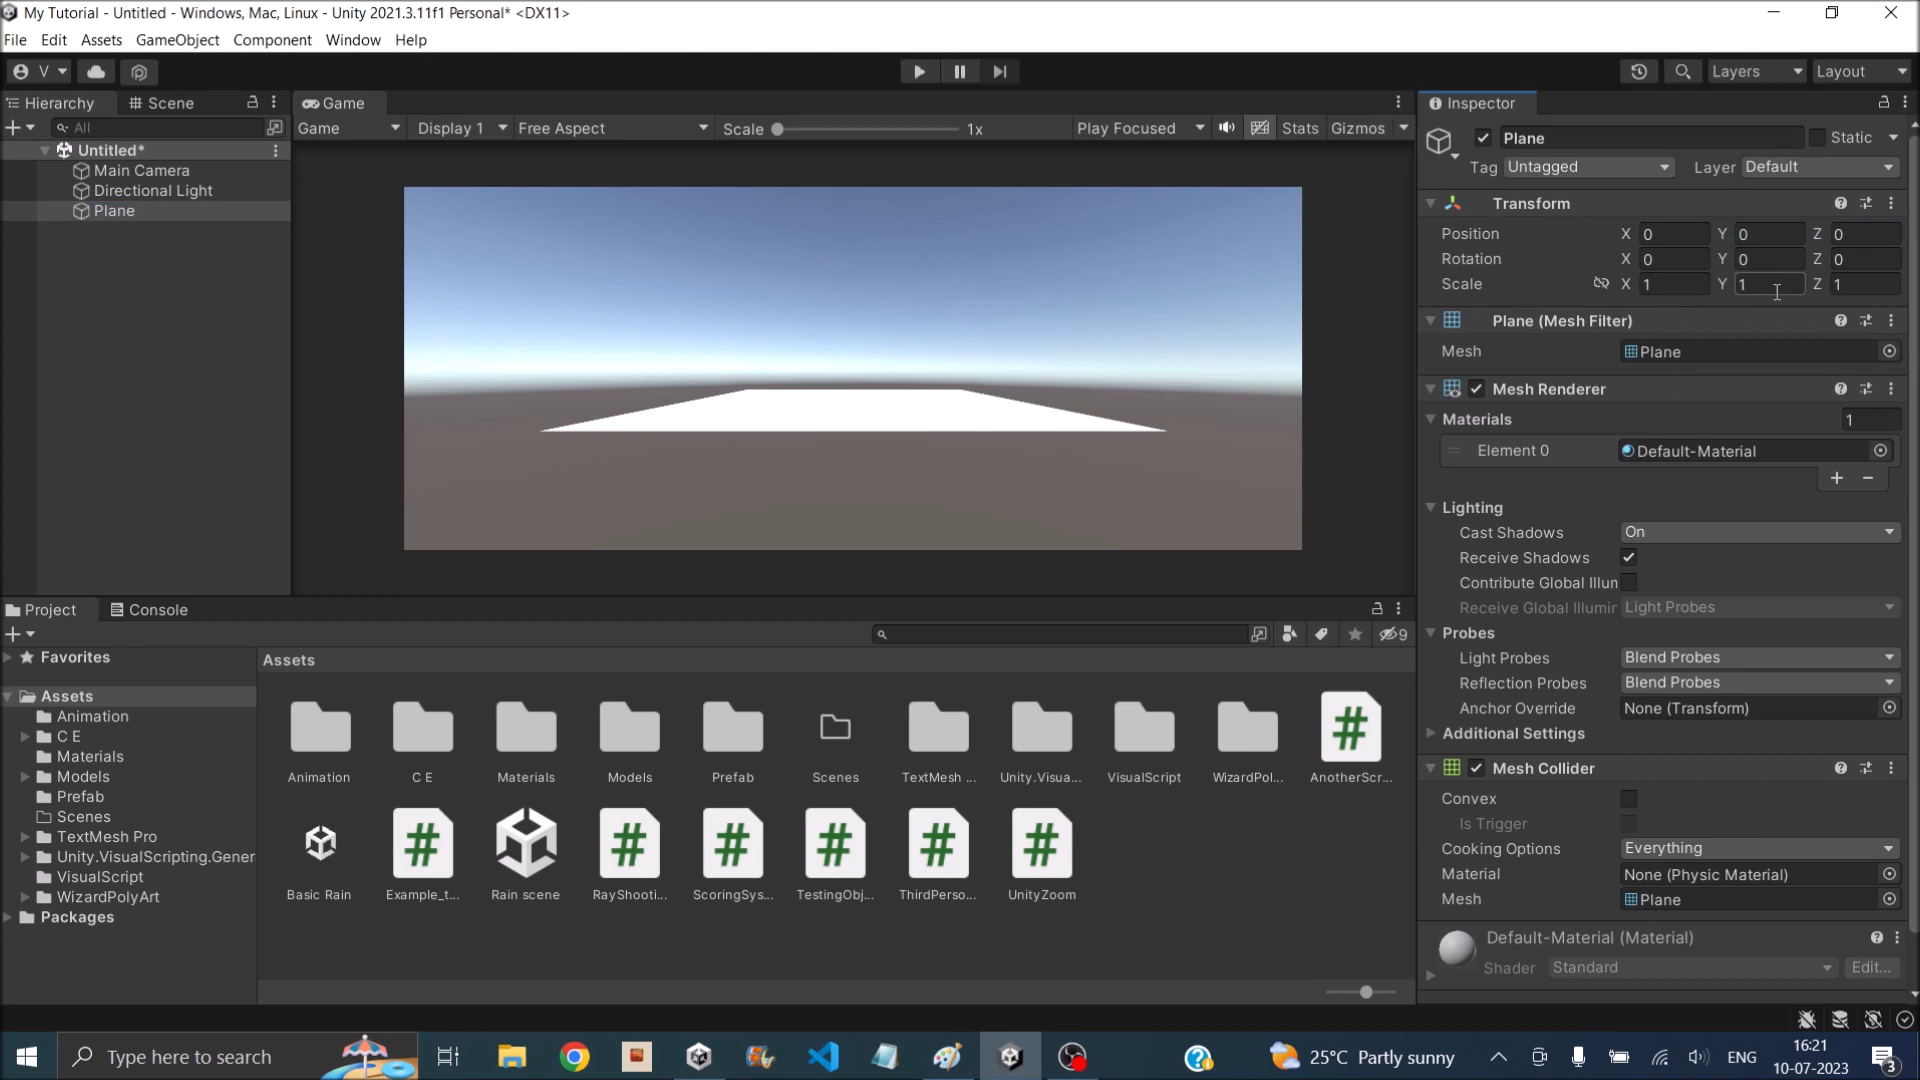 My Tutorial - Untitled - Windows, Mac, Linux - Unity 2021.3.11f1 Personal* <DX11>
File Edit Assets GameObject Component Window Help
V Layers Layout
Hierarchy Scene Game Inspector
All Game Display 1 Free Aspect Scale 1x Play Focused Stats Gizmos
Untitled*
Main Camera
Directional Light
Plane
Plane Static
Tag Untagged Layer Default
Transform
Position X 0 Y 0 Z 0
Rotation X 0 Y 0 Z 0
Scale X 1 Y 1 Z 1
Plane (Mesh Filter)
Mesh Plane
Mesh Renderer
Materials 1
Element 0 Default-Material
Lighting
Cast Shadows On
Receive Shadows
Contribute Global Illun
Receive Global Illumir Light Probes
Probes
Light Probes Blend Probes
Reflection Probes Blend Probes
Anchor Override None (Transform)
Additional Settings
Mesh Collider
Convex
Is Trigger
Cooking Options Everything
Material None (Physic Material)
Mesh Plane
Default-Material (Material)
Shader Standard Edit...
Project Console
9
Favorites
Assets
Animation
C E
Materials
Models
Prefab
Scenes
TextMesh Pro
Unity.VisualScripting.Gener
VisualScript
WizardPolyArt
Packages
Assets
Animation C E Materials Models Prefab Scenes TextMesh ... Unity.Visua... VisualScript WizardPol... AnotherScr...
Basic Rain Example_t... Rain scene RayShooti... ScoringSys... TestingObj... ThirdPerso... UnityZoom
Type here to search 25°C Partly sunny ENG 16:21
10-07-2023 3